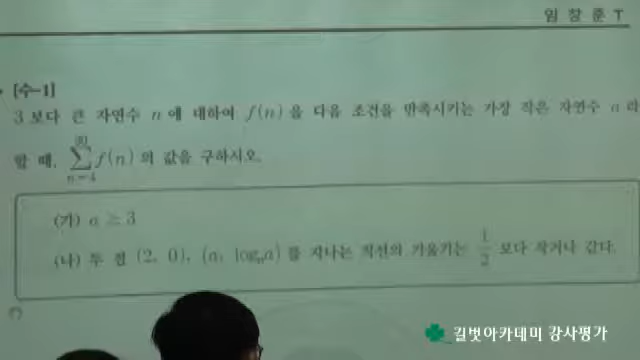 임 창 준 T
[수-1]
3 보다 큰 자연수 n 에 대하여 f(n) 을 다음 조건을 만족시키는 가장 작은 자연수 a 라
할 때, ∑ n=4 f(n) 의 값을 구하시오.
(가) a ≥ 3
(나) 두 점 (2, 0), (a, logₙa) 를 지나는 직선의 기울기는 1/2 보다 작거나 같다.
길벗아카데미 강사평가